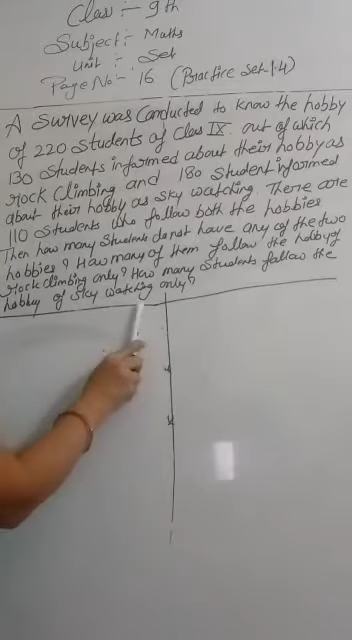 Class :- 9th
Subject :- Maths
Unit :- Set
Page No :- 16 (Practice Set 1.4)
A Survey was Conducted to know the hobby
of 220 students of Class IX. out of which
130 Students informed about their hobby as
rock Climbing and 180 Student informed
about their hobby as Sky watching. There are
110 Students who follow both the hobbies
Then how many Students do not have any of the two
hobbies? How many of them follow the hobby of
rock climbing only? How many students follow the
hobby of Sky watching only?